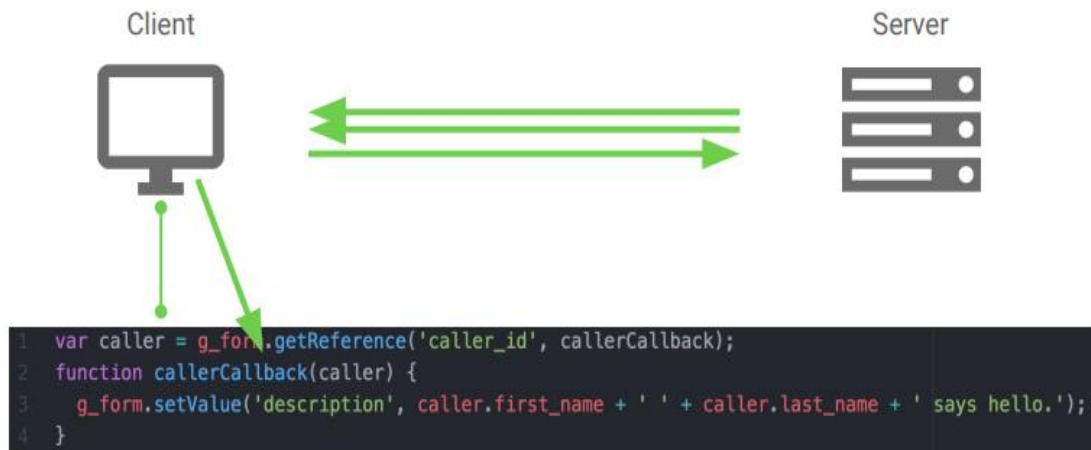 Client
Server
1 var caller = g_form.getReference('caller_id', callerCallback);
2 function callerCallback(caller) {
3 g_form.setValue('description', caller.first_name + ' ' + caller.last_name + ' says hello.');
4 }